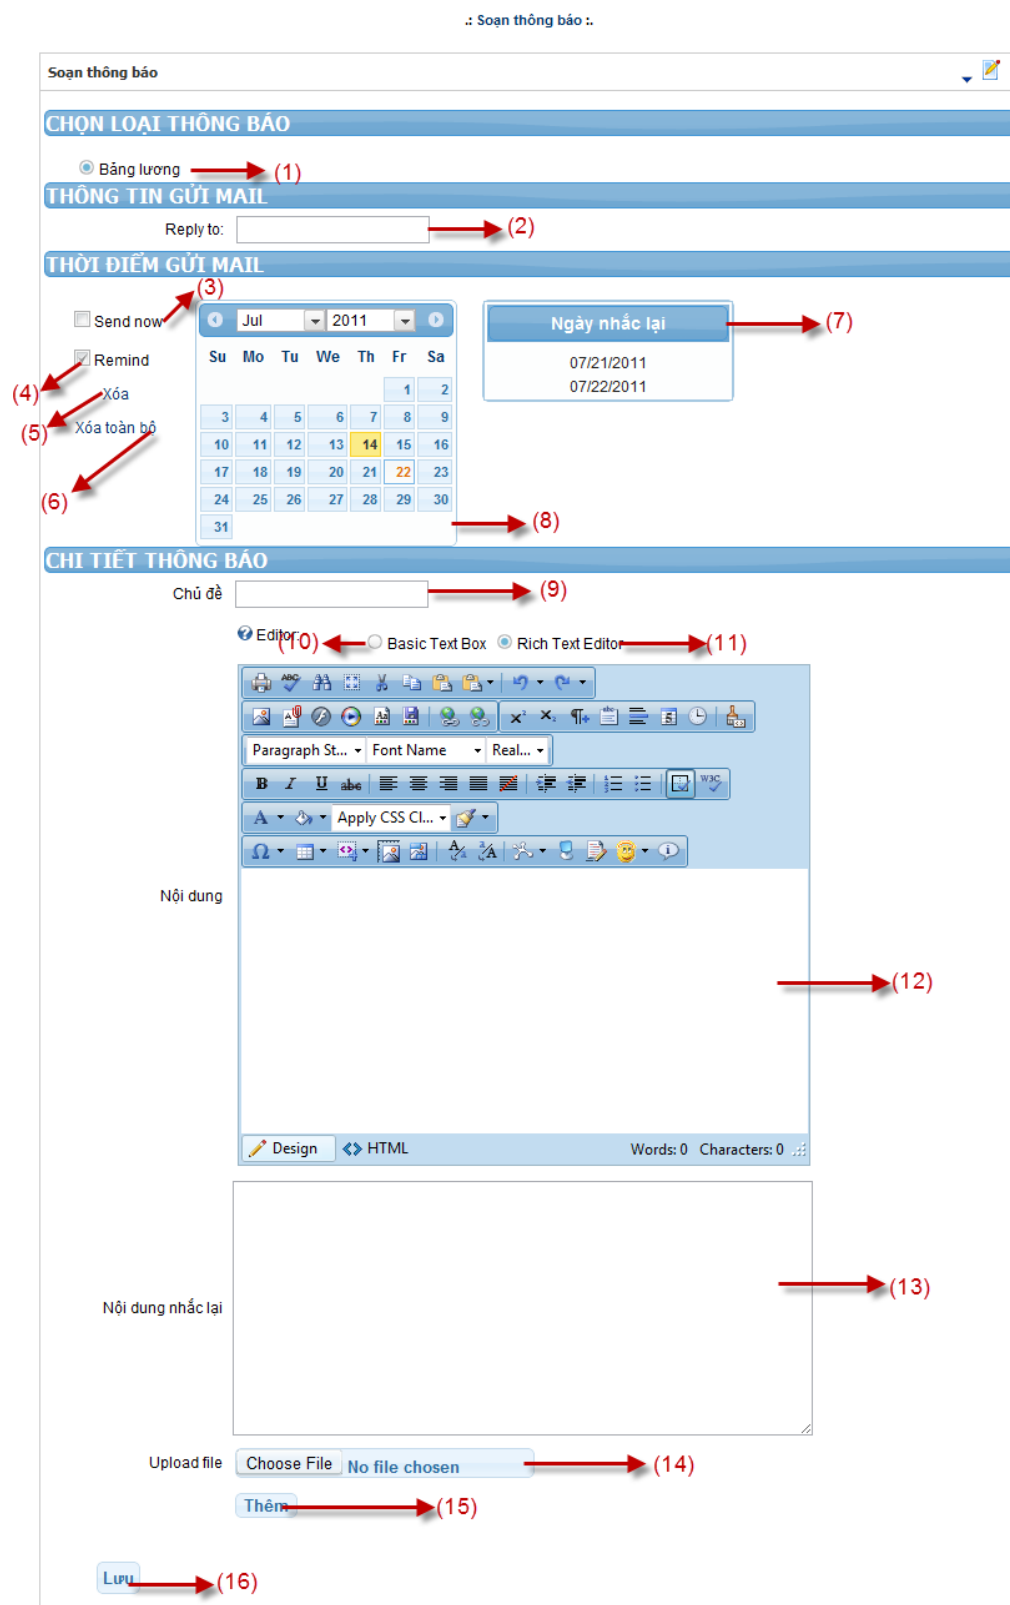 .: Soạn thông báo :.
Soạn thông báo
CHỌN LOẠI THÔNG BÁO
Bảng lương (1)
THÔNG TIN GỬI MAIL
Reply to: (2)
THỜI ĐIỂM GỬI MAIL
(3)
Send now
Remind
(4)
Xóa
(5)
Xóa toàn bộ
(6)
Jul 2011
Su Mo Tu We Th Fr Sa
1 2
3 4 5 6 7 8 9
10 11 12 13 14 15 16
17 18 19 20 21 22 23
24 25 26 27 28 29 30
31
(8)
Ngày nhắc lại (7)
07/21/2011
07/22/2011
CHI TIẾT THÔNG BÁO
Chủ đề (9)
Editor: (10) Basic Text Box Rich Text Editor (11)
ABC
Paragraph St... Font Name Real...
B I U abc W3C
A Apply CSS Cl...
Nội dung
(12)
Design HTML Words: 0 Characters: 0
Nội dung nhắc lại (13)
Upload file Choose File No file chosen (14)
Thêm (15)
Lưu (16)